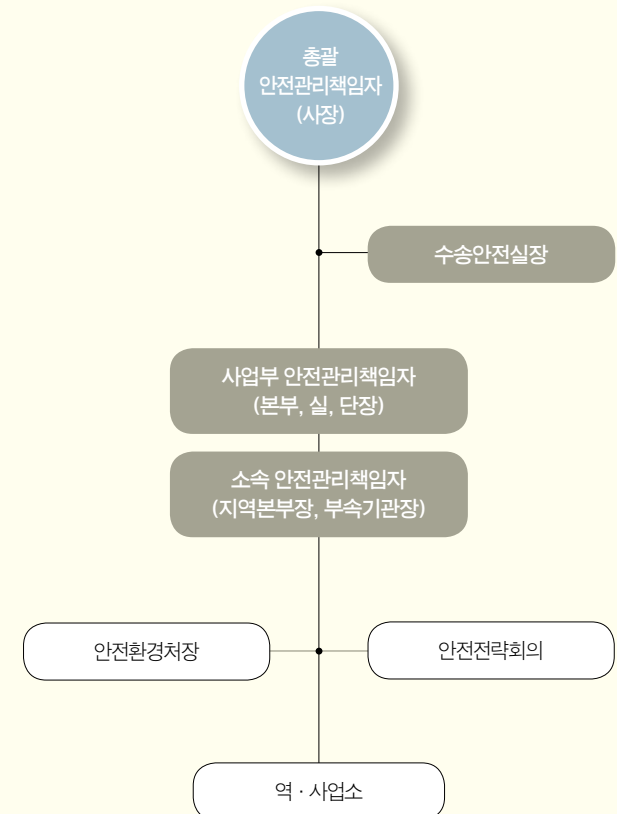 총괄
안전관리책임자
(사장)
수송안전실장
사업부 안전관리책임자
(본부, 실, 단장)
소속 안전관리책임자
(지역본부장, 부속기관장)
안전환경처장
안전전략회의
역 · 사업소